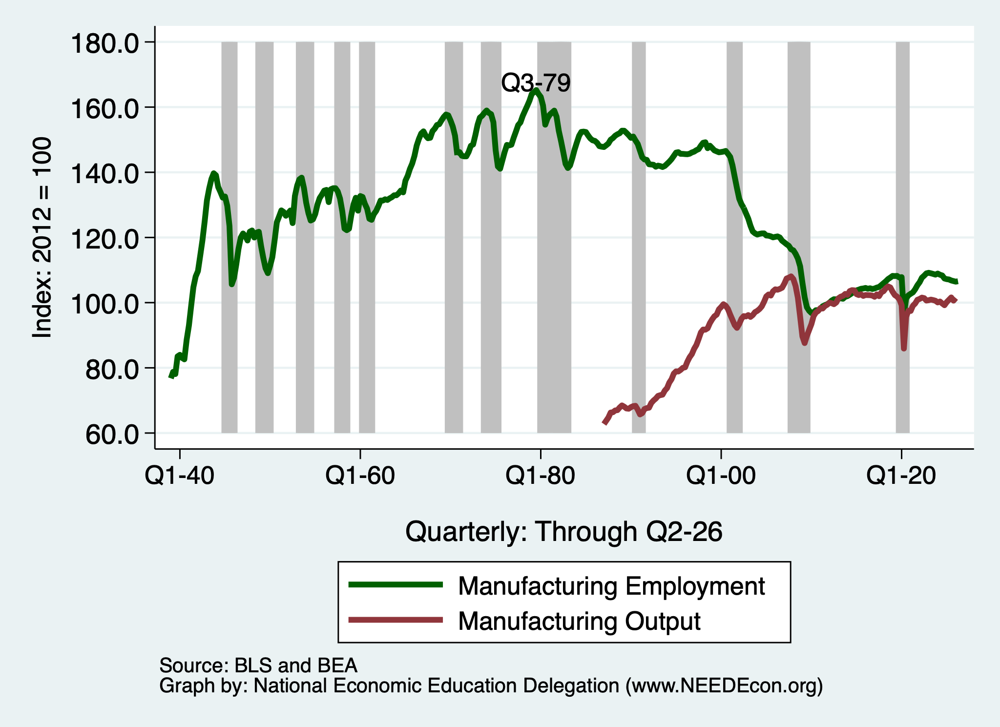 180.0
160.0
140.0
120.0
100.0
80.0
60.0
Index: 2012 = 100
Q3-79
Q1-40 Q1-60 Q1-80 Q1-00 Q1-20
Quarterly: Through Q2-26
Manufacturing Employment
Manufacturing Output
Source: BLS and BEA
Graph by: National Economic Education Delegation (www.NEEDEcon.org)